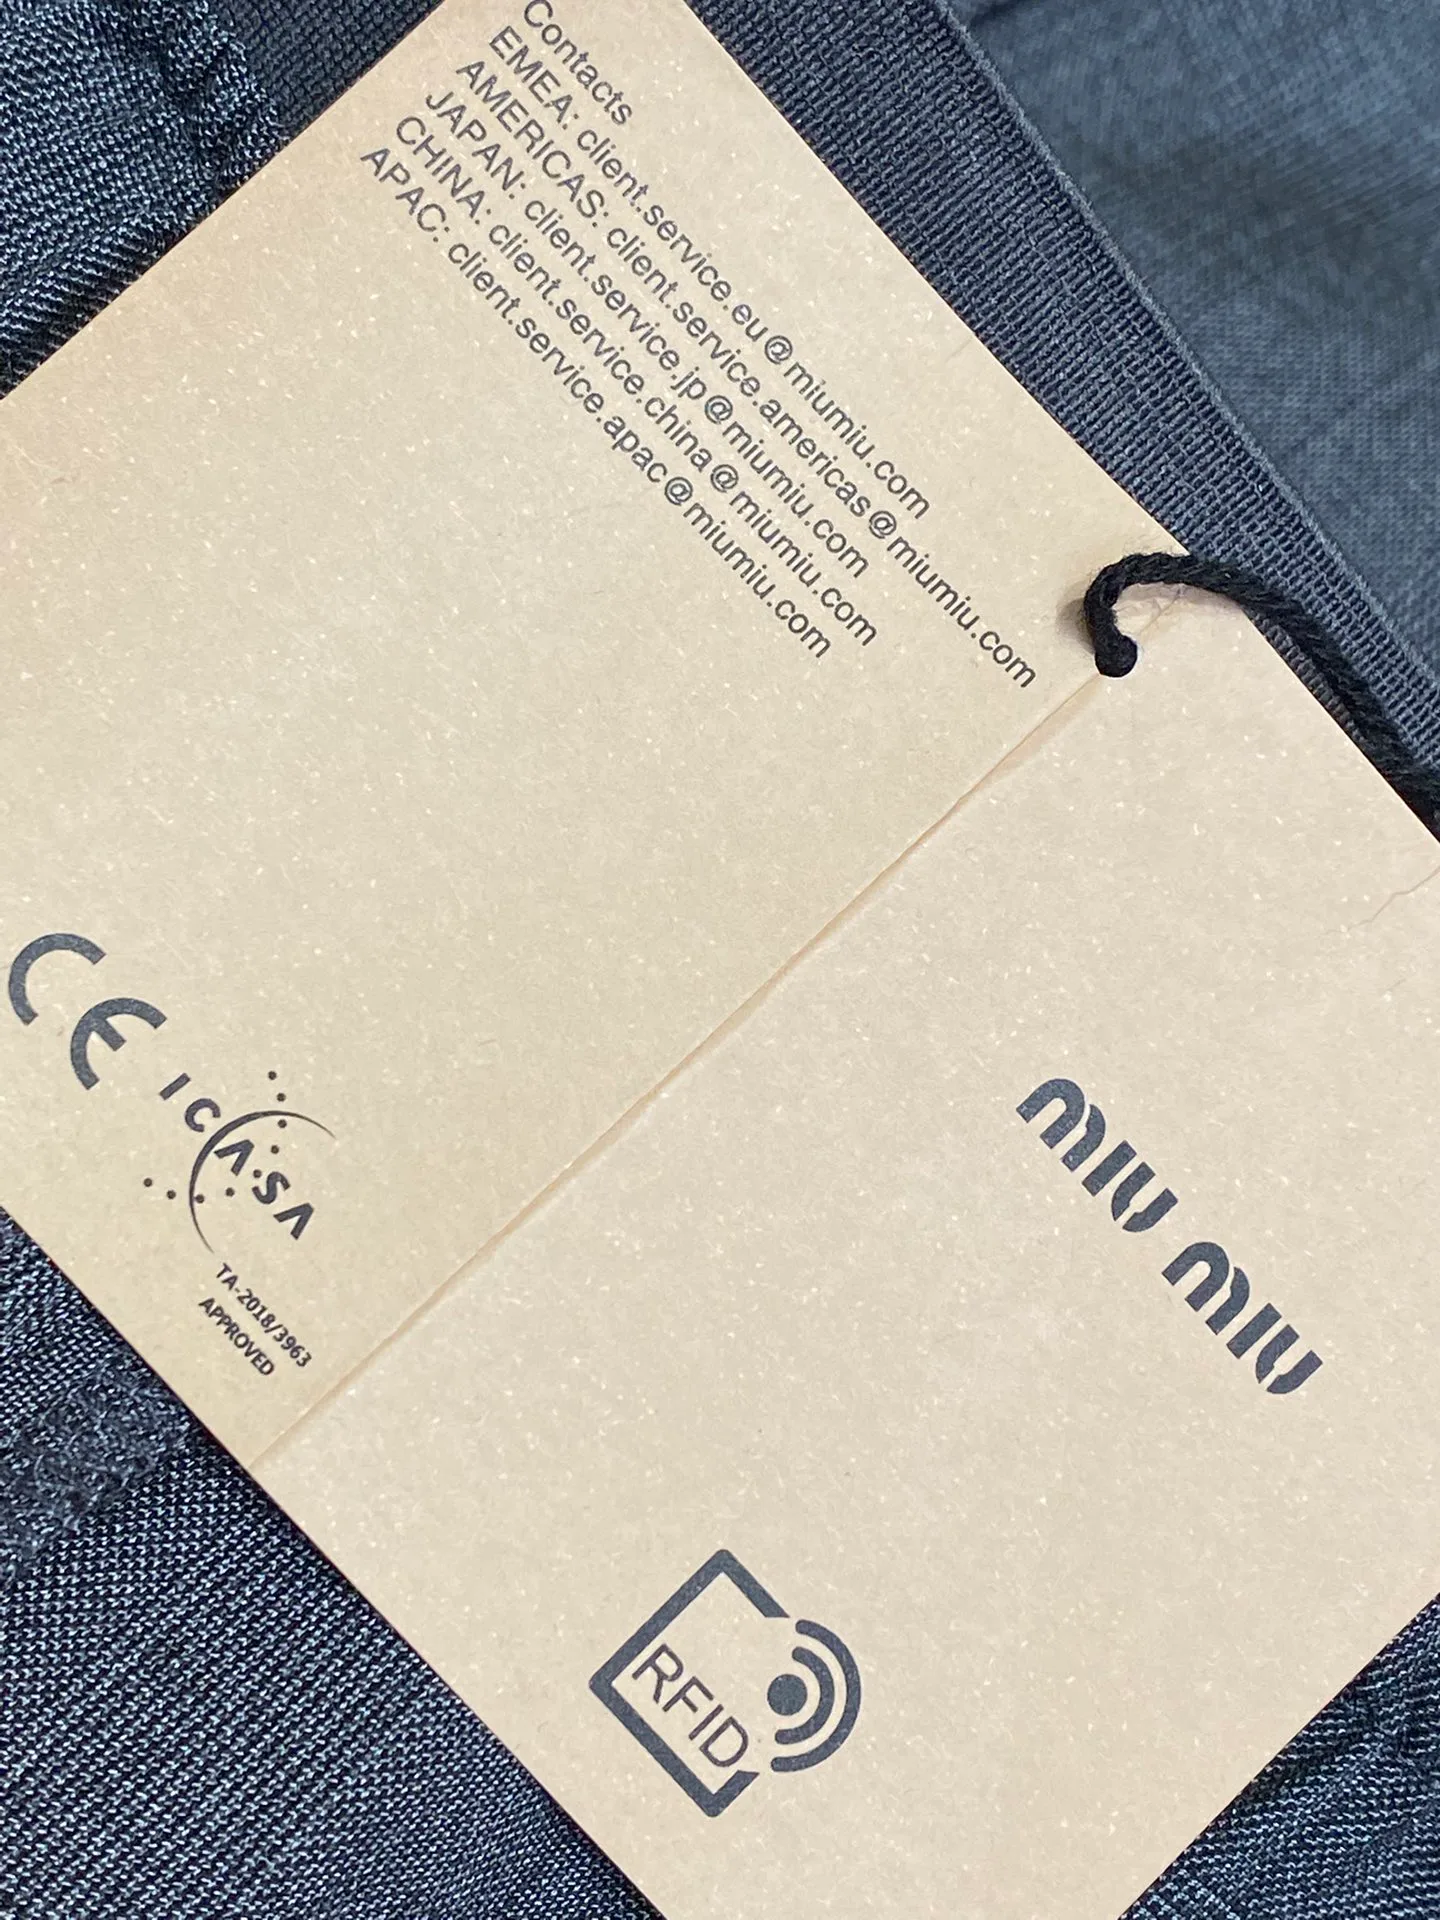 Contacts
EMEA: client.service.eu@miumiu.com
AMERICAS: client.service.americas@miumiu.com
JAPAN: client.service.jp@miumiu.com
CHINA: client.service.china@miumiu.com
APAC: client.service.apac@miumiu.com
CE
ICASA
TA-2018/3963
APPROVED
MIU MIU
RFID